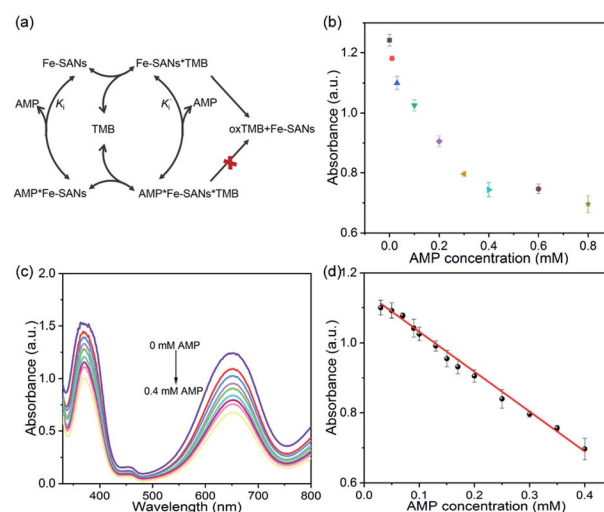 (a)
Fe-SANs Fe-SANs*TMB
AMP Ki Ki AMP
TMB oxTMB+Fe-SANs
AMP*Fe-SANs AMP*Fe-SANs*TMB
(b)
Absorbance (a.u.)
1.2
1.0
0.8
0.6
0.0 0.2 0.4 0.6 0.8
AMP concentration (mM)
(c)
Absorbance (a.u.)
2.0
1.5
1.0
0.5
0.0
0 mM AMP
0.4 mM AMP
400 500 600 700 800
Wavelength (nm)
(d)
Absorbance (a.u.)
1.2
1.0
0.8
0.6
0.0 0.1 0.2 0.3 0.4
AMP concentration (mM)